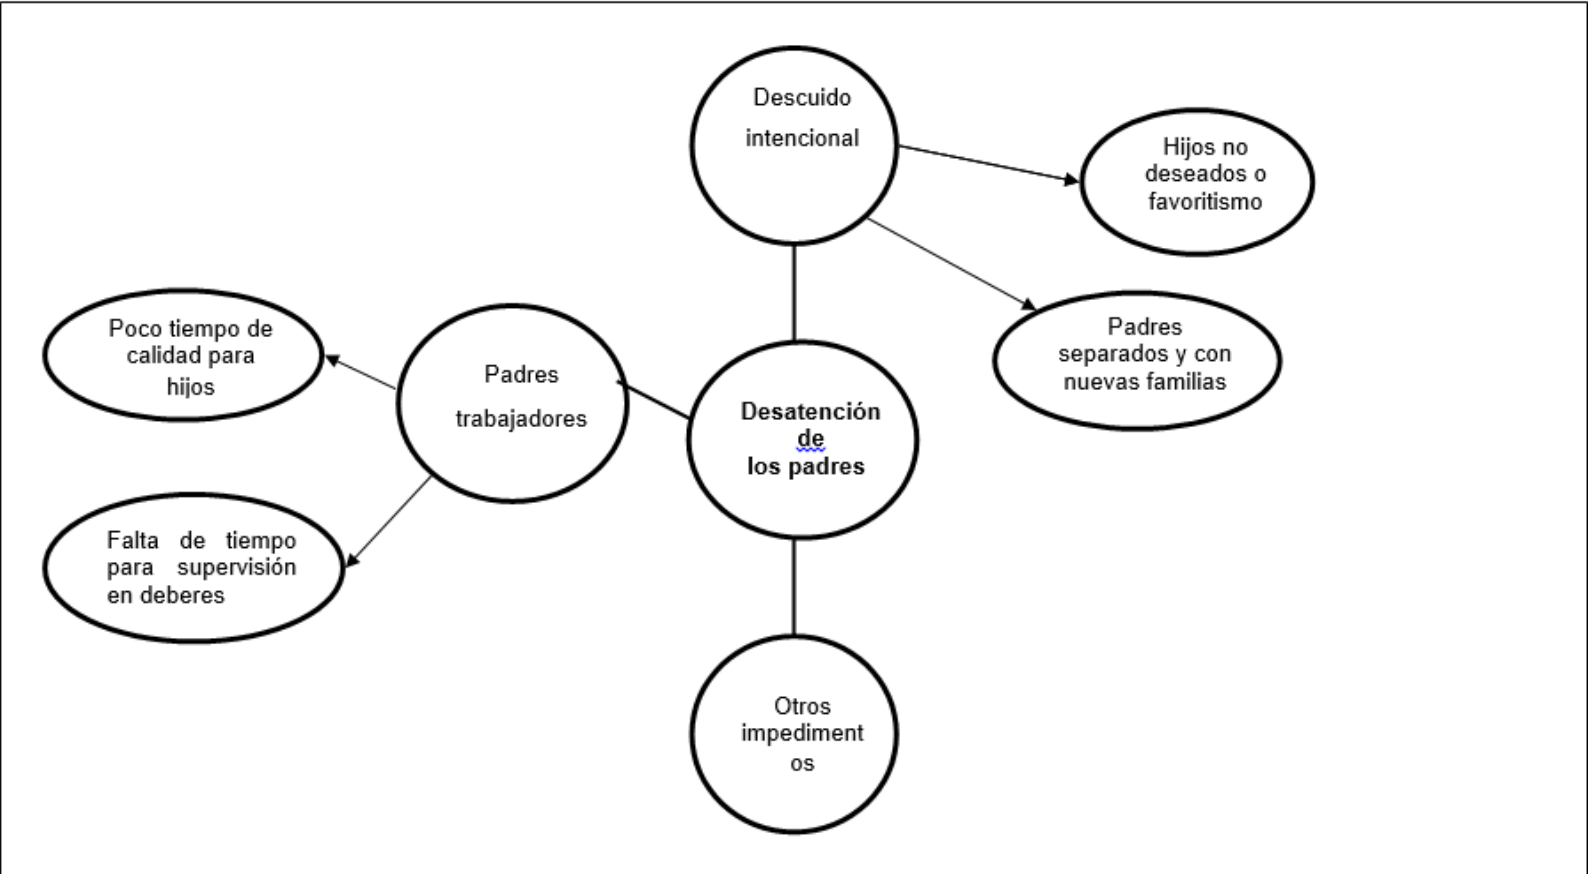 Descuido
intencional
Hijos no
deseados o
favoritismo
Padres
separados y con
nuevas familias
Poco tiempo de
calidad para
hijos
Padres
trabajadores
Desatención
de
los padres
Falta de tiempo
para supervisión
en deberes
Otros
impediment
os